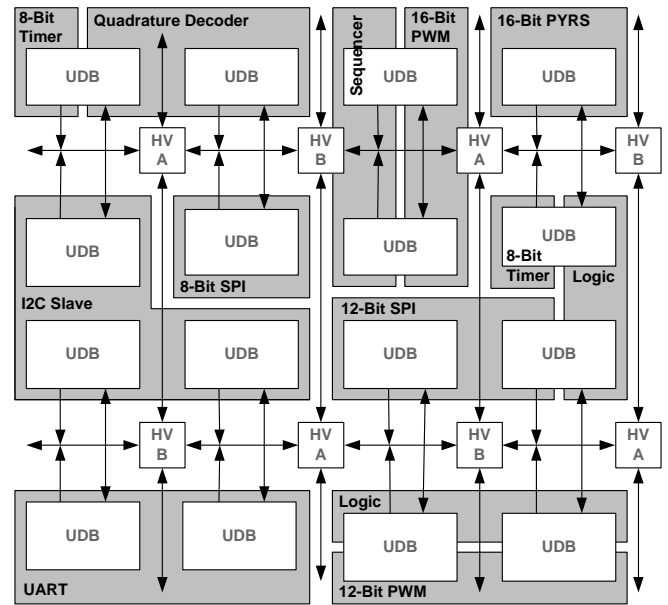 8-Bit
Timer
Quadrature Decoder
Sequencer
16-Bit
PWM
16-Bit PYRS
UDB
UDB
UDB
UDB
HV
A
HV
B
HV
A
HV
B
UDB
UDB
UDB
UDB
8-Bit SPI
8-Bit
Timer
Logic
I2C Slave
12-Bit SPI
UDB
UDB
UDB
UDB
HV
B
HV
A
HV
B
HV
A
Logic
UDB
UDB
UDB
UDB
UART
12-Bit PWM